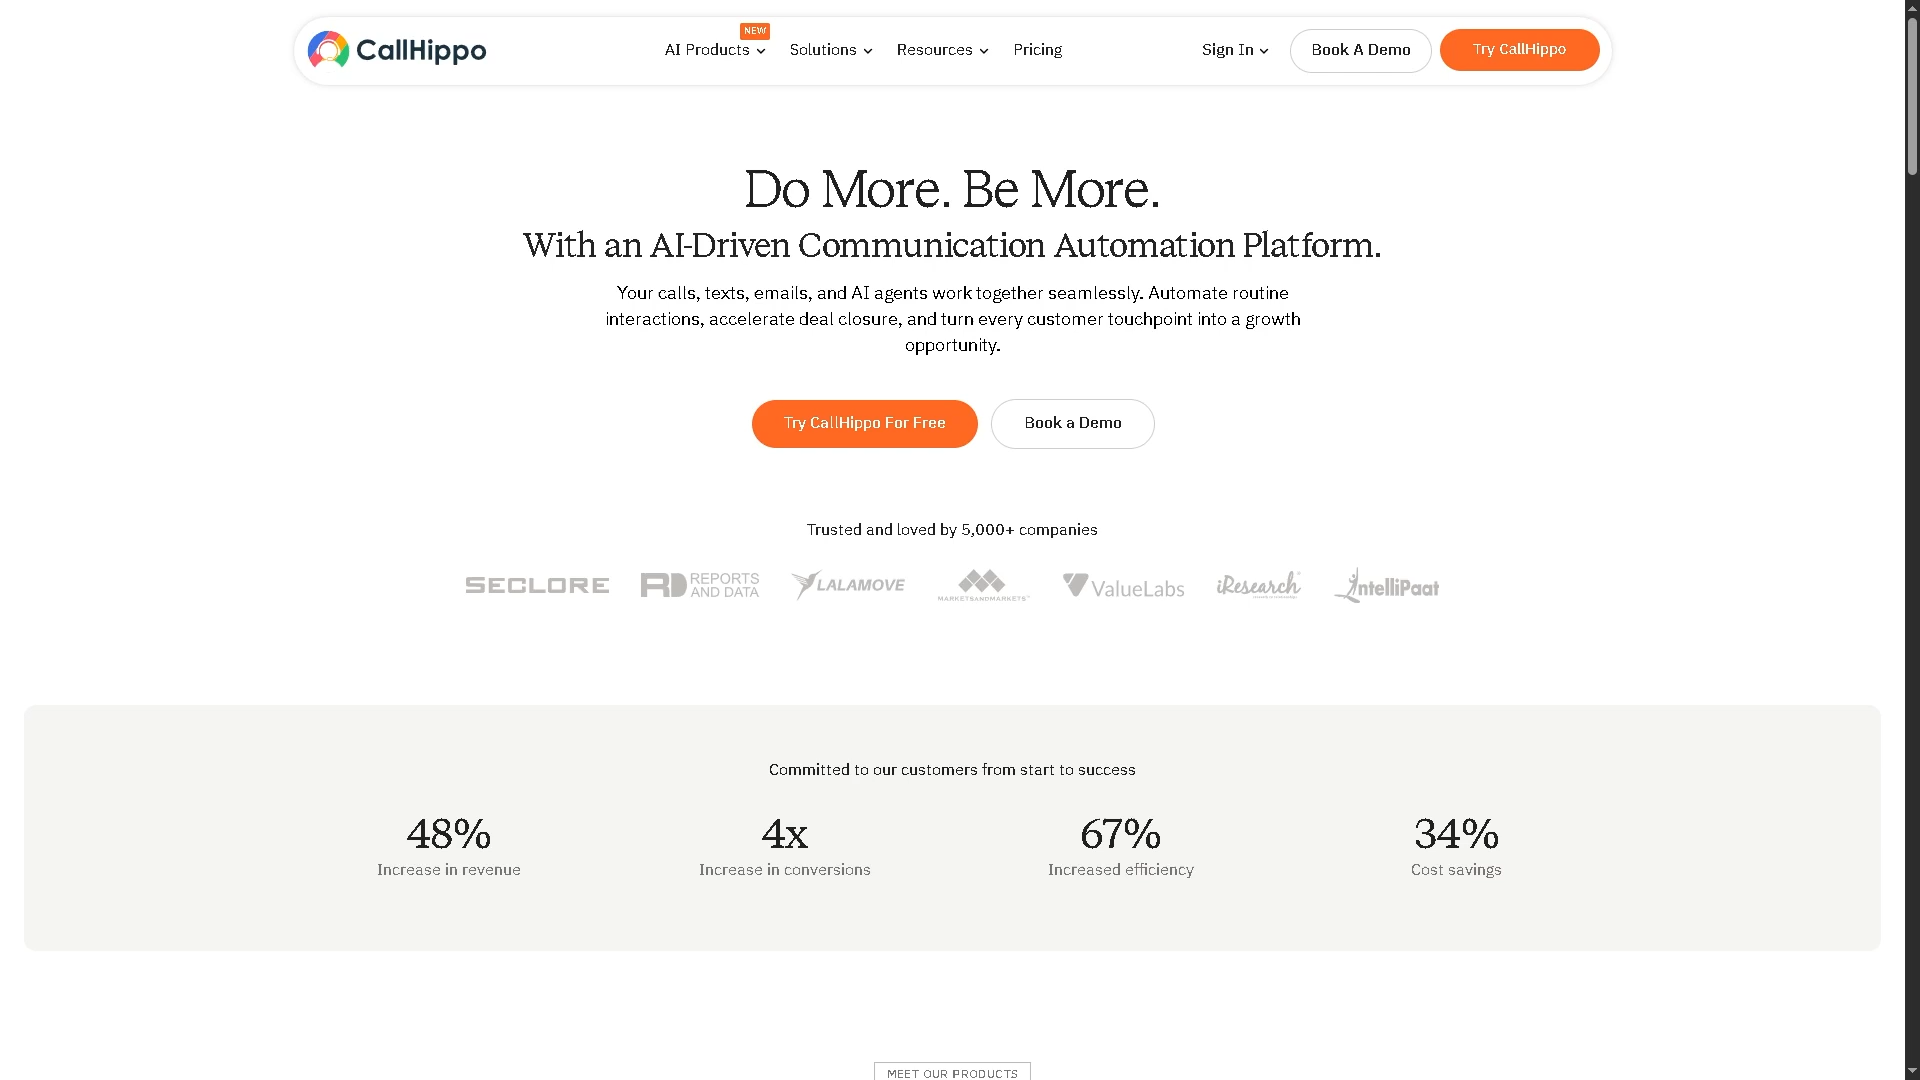 CallHippo
NEW
AI Products
Solutions
Resources
Pricing
Sign In
Book A Demo
Try CallHippo
Do More. Be More.
With an AI-Driven Communication Automation Platform.
Your calls, texts, emails, and AI agents work together seamlessly. Automate routine
interactions, accelerate deal closure, and turn every customer touchpoint into a growth
opportunity.
Try CallHippo For Free
Book a Demo
Trusted and loved by 5,000+ companies
SECLORE
RD REPORTS
AND DATA
LALAMOVE
MARKETSANDMARKETS
ValueLabs
iResearch
IntelliPaat
Committed to our customers from start to success
48%
Increase in revenue
4x
Increase in conversions
67%
Increased efficiency
34%
Cost savings
MEET OUR PRODUCTS